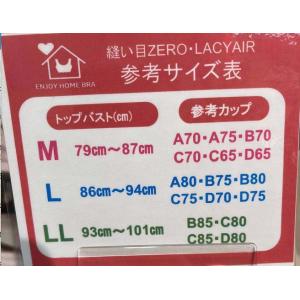 ENJOY HOME BRA
縫い目ZERO・LACYAIR
参考サイズ表
トップバスト(cm)
参考カップ
M 79cm〜87cm A70・A75・B70
C70・C65・D65
L 86cm〜94cm A80・B75・B80
C75・D70・D75
LL 93cm〜101cm B85・C80
C85・D80